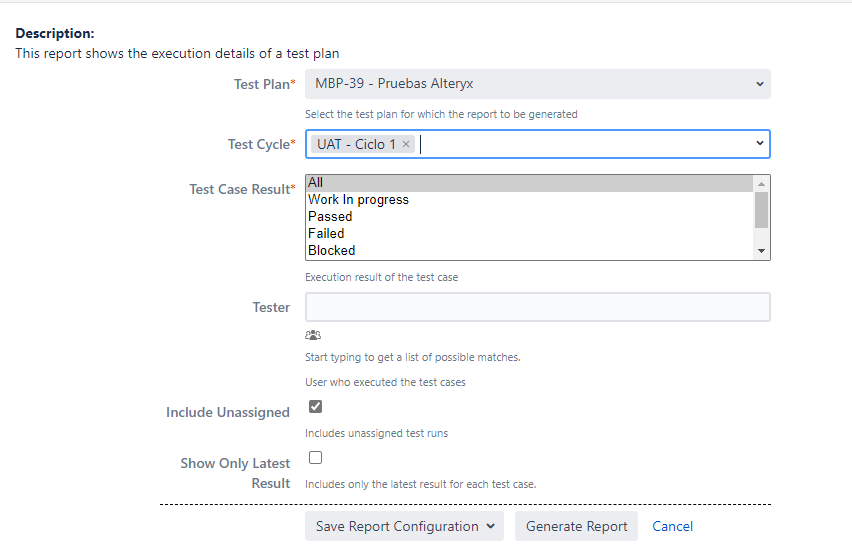 Description:
This report shows the execution details of a test plan
Test Plan* MBP-39 - Pruebas Alteryx
Select the test plan for which the report to be generated
Test Cycle* UAT - Ciclo 1 ×
Test Case Result* All
Work In progress
Passed
Failed
Blocked
Execution result of the test case
Tester
Start typing to get a list of possible matches.
User who executed the test cases
Include Unassigned
Includes unassigned test runs
Show Only Latest
Result Includes only the latest result for each test case.
Save Report Configuration Generate Report Cancel